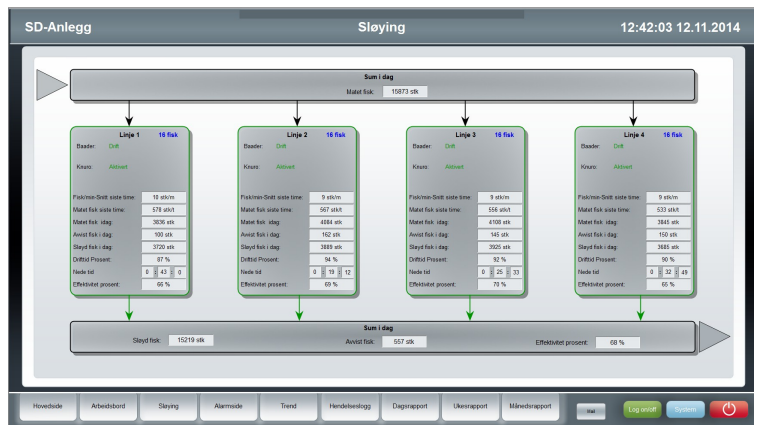 SD-Anlegg
Sløying
12:42:03 12.11.2014
Sum i dag
Matet fisk: 15873 stk
Linje 1 16 fisk
Baader: Drift
Knuro: Aktivert
Fisk/min-Snitt siste time: 10 stk/m
Matet fisk siste time: 578 stk/t
Matet fisk idag: 3836 stk
Avvist fisk i dag: 100 stk
Sløyd fisk i dag: 3720 stk
Drifttid Prosent: 87 %
Nede tid 0 : 43 : 0
Effektivitet prosent: 66 %
Linje 2 16 fisk
Baader: Drift
Knuro: Aktivert
Fisk/min-Snitt siste time: 9 stk/m
Matet fisk siste time: 567 stk/t
Matet fisk idag: 4084 stk
Avvist fisk i dag: 162 stk
Sløyd fisk i dag: 3889 stk
Drifttid Prosent: 94 %
Nede tid 0 : 19 : 12
Effektivitet prosent: 69 %
Linje 3 16 fisk
Baader: Drift
Knuro: Aktivert
Fisk/min-Snitt siste time: 9 stk/m
Matet fisk siste time: 556 stk/t
Matet fisk idag: 4108 stk
Avvist fisk i dag: 145 stk
Sløyd fisk i dag: 3925 stk
Drifttid Prosent: 92 %
Nede tid 0 : 25 : 33
Effektivitet prosent: 70 %
Linje 4 16 fisk
Baader: Drift
Knuro: Aktivert
Fisk/min-Snitt siste time: 9 stk/m
Matet fisk siste time: 533 stk/t
Matet fisk idag: 3845 stk
Avvist fisk i dag: 150 stk
Sløyd fisk i dag: 3685 stk
Drifttid Prosent: 90 %
Nede tid 0 : 32 : 49
Effektivitet prosent: 65 %
Sum i dag
Sløyd fisk: 15219 stk
Avvist fisk: 557 stk
Effektivitet prosent: 68 %
Hovedside
Arbeidsbord
Sløying
Alarmside
Trend
Hendelseslogg
Dagsrapport
Ukesrapport
Månedsrapport
Log on/off
System